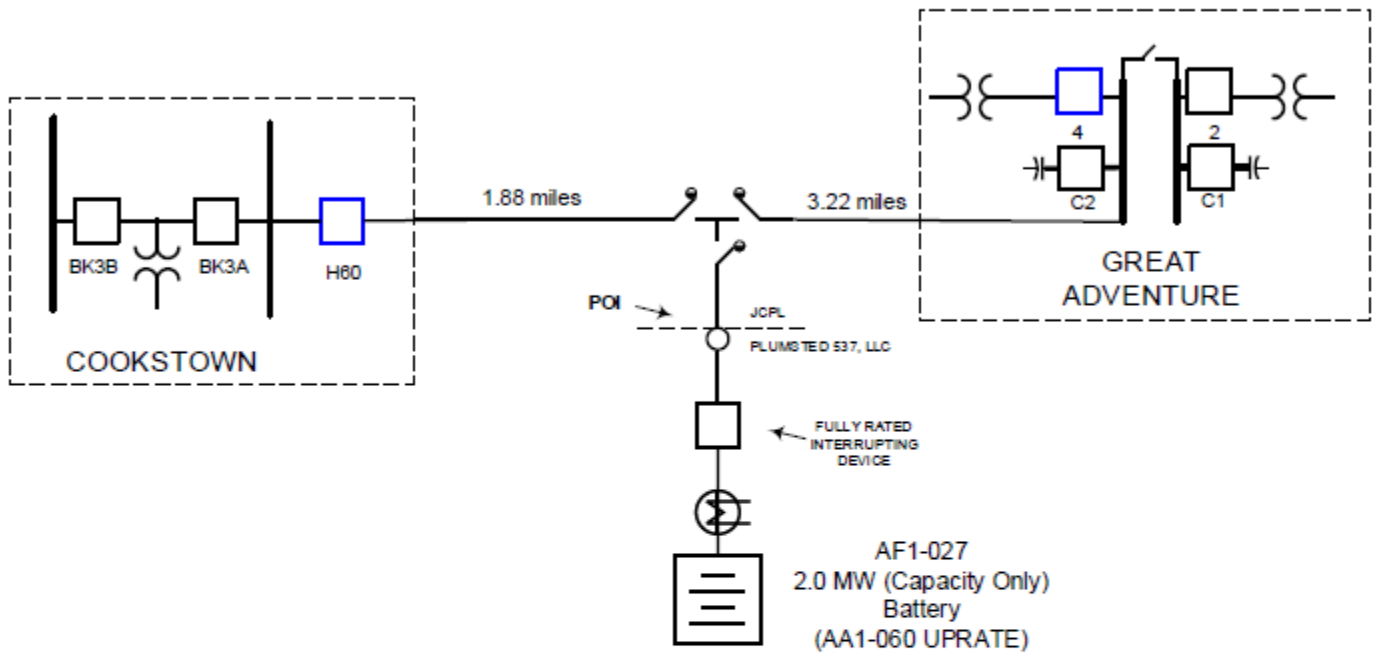 BK3B
BK3A
H60
COOKSTOWN
1.88 miles
3.22 miles
4
2
C2
C1
GREAT
ADVENTURE
POI
JCPL
PLUMSTED 537, LLC
FULLY RATED
INTERRUPTING
DEVICE
AF1-027
2.0 MW (Capacity Only)
Battery
(AA1-060 UPRATE)